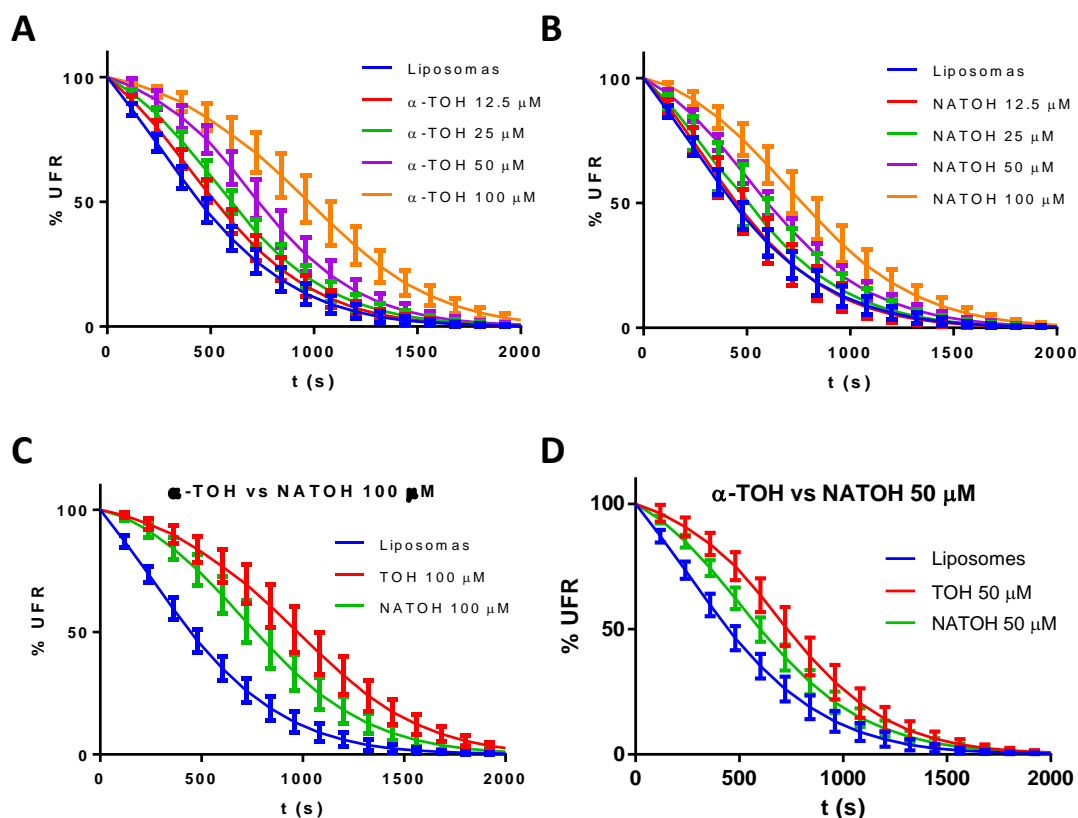 A
Liposomas
α-TOH 12.5 µM
α-TOH 25 µM
α-TOH 50 µM
α-TOH 100 µM
% UFR
100
50
0
0 500 1000 1500 2000
t (s)
B
Liposomas
NATOH 12.5 µM
NATOH 25 µM
NATOH 50 µM
NATOH 100 µM
% UFR
100
50
0
0 500 1000 1500 2000
t (s)
C
α-TOH vs NATOH 100 µM
Liposomas
TOH 100 µM
NATOH 100 µM
% UFR
100
50
0
0 500 1000 1500 2000
t (s)
D
α-TOH vs NATOH 50 µM
Liposomes
TOH 50 µM
NATOH 50 µM
% UFR
100
50
0
0 500 1000 1500 2000
t (s)